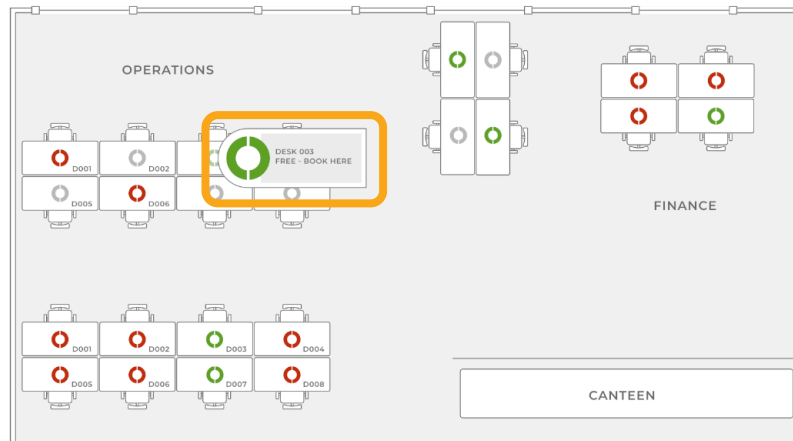 OPERATIONS
DESK 003
FREE - BOOK HERE
D001
D002
D005
D006
FINANCE
D001
D002
D003
D004
D005
D006
D007
D008
CANTEEN